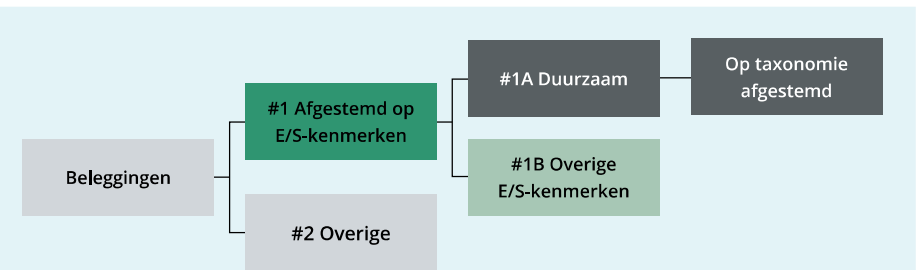 Beleggingen
#1 Afgestemd op
E/S-kenmerken
#2 Overige
#1A Duurzaam
#1B Overige
E/S-kenmerken
Op taxonomie
afgestemd